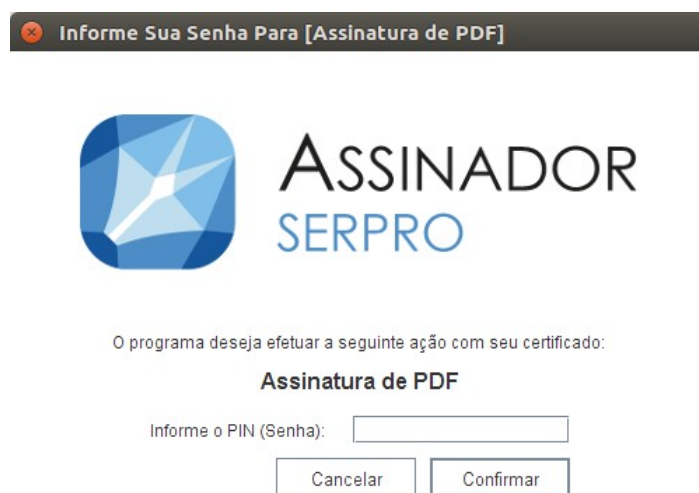 Informe Sua Senha Para [Assinatura de PDF]
ASSINADOR
SERPRO
O programa deseja efetuar a seguinte ação com seu certificado:
Assinatura de PDF
Informe o PIN (Senha):
Cancelar Confirmar